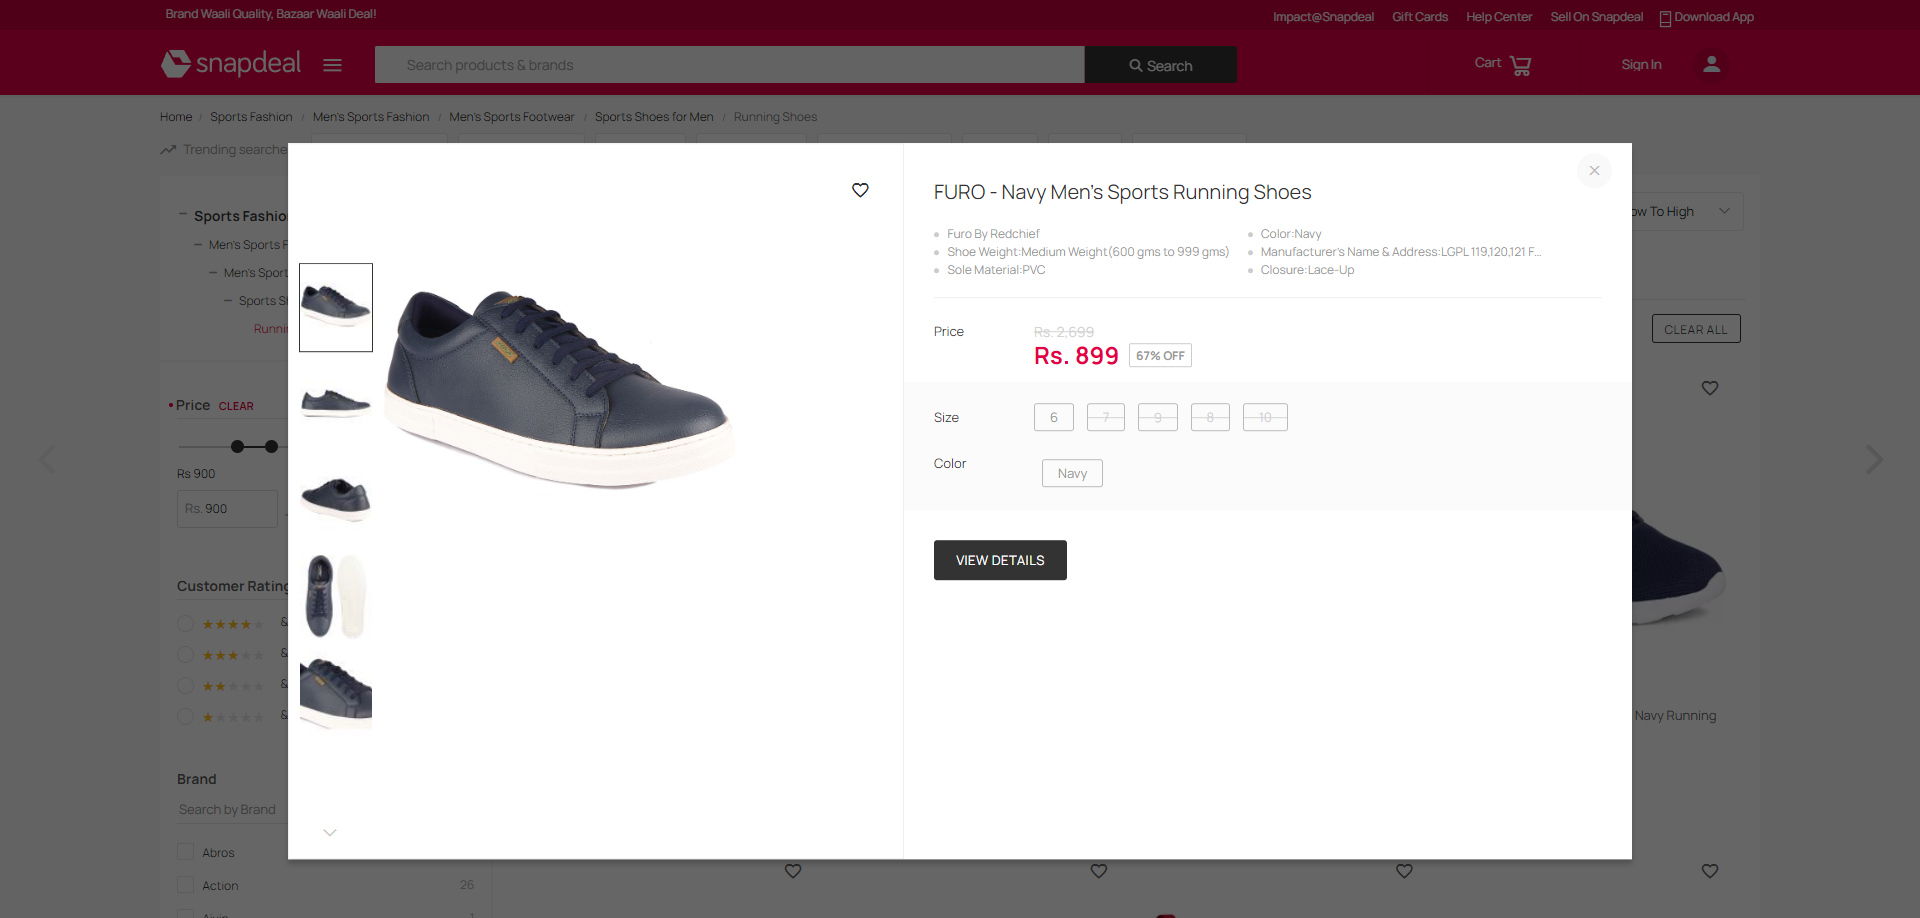 Brand Waali Quality, Bazaar Waali Deal!
Impact@Snapdeal Gift Cards Help Center Sell On Snapdeal Download App
snapdeal
Search products & brands
Search
Cart
Sign In
Home / Sports Fashion / Men's Sports Fashion / Men's Sports Footwear / Sports Shoes for Men / Running Shoes
Trending searche
Sports Fashio
Men's Sports F
Men's Sport
Sports S
Runni
Price CLEAR
Rs 900
Rs. 900
Customer Rating
&
&
&
&
Brand
Search by Brand
Abros
Action 26
FURO - Navy Men's Sports Running Shoes
Furo By Redchief
Shoe Weight:Medium Weight(600 gms to 999 gms)
Sole Material:PVC
Color:Navy
Manufacturer's Name & Address:LGPL 119,120,121 F...
Closure:Lace-Up
Price
Rs. 2,699
Rs. 899 67% OFF
Size 6 7 9 8 10
Color Navy
VIEW DETAILS
ow To High
CLEAR ALL
Navy Running